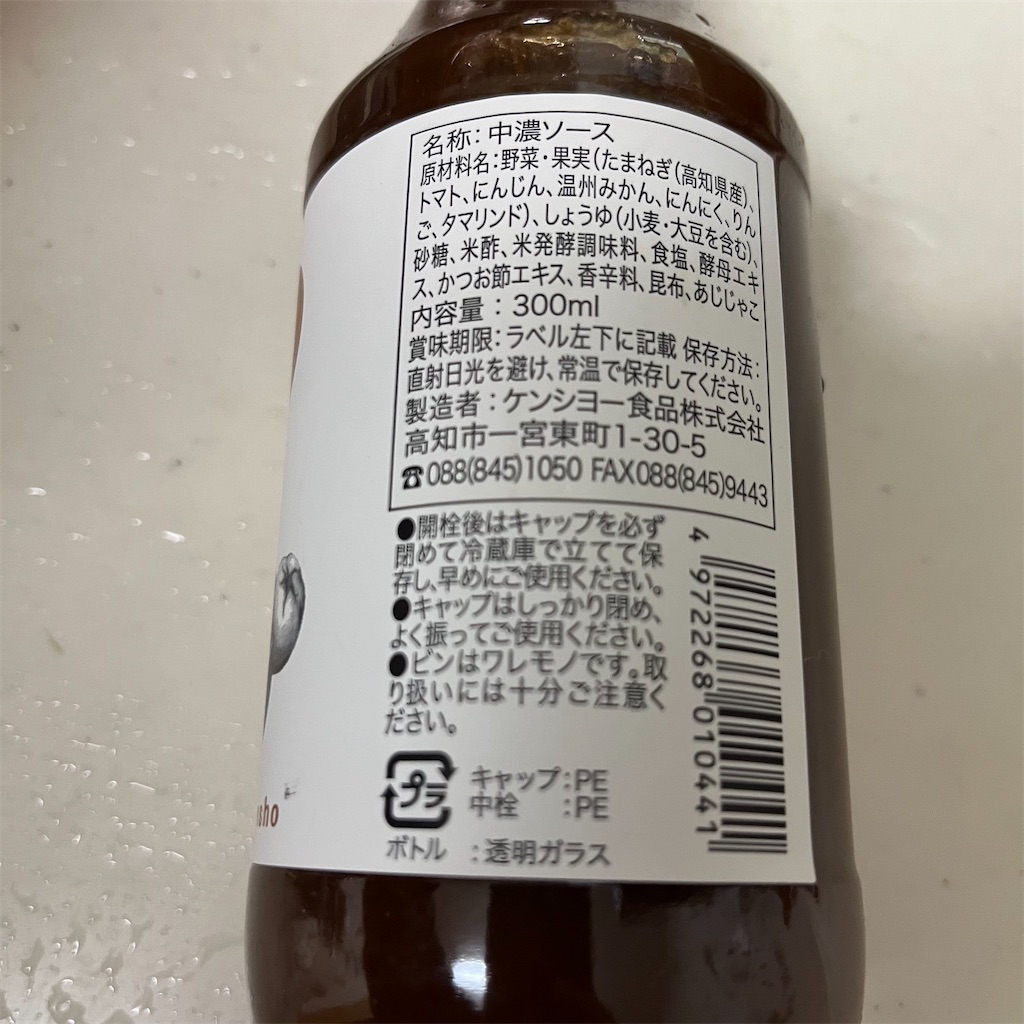 名称：中濃ソース
原材料名：野菜・果実（たまねぎ（高知県産）、
トマト、にんじん、温州みかん、にんにく、りん
ご、タマリンド）、しょうゆ（小麦・大豆を含む）、
砂糖、米酢、米発酵調味料、食塩、酵母エキ
ス、かつお節エキス、香辛料、昆布、あじじゃこ
内容量：300ml
賞味期限：ラベル左下に記載 保存方法：
直射日光を避け、常温で保存してください。
製造者：ケンシヨー食品株式会社
高知市一宮東町1-30-5
☎088(845)1050 FAX088(845)9443
●開栓後はキャップを必ず
閉めて冷蔵庫で立てて保
存し、早めにご使用ください。
●キャップはしっかり閉め、
よく振ってご使用ください。
●ビンはワレモノです。取
り扱いには十分ご注意く
ださい。
プラ
キャップ：PE
中栓　：PE
ボトル　：透明ガラス
4 972268 010441
sho